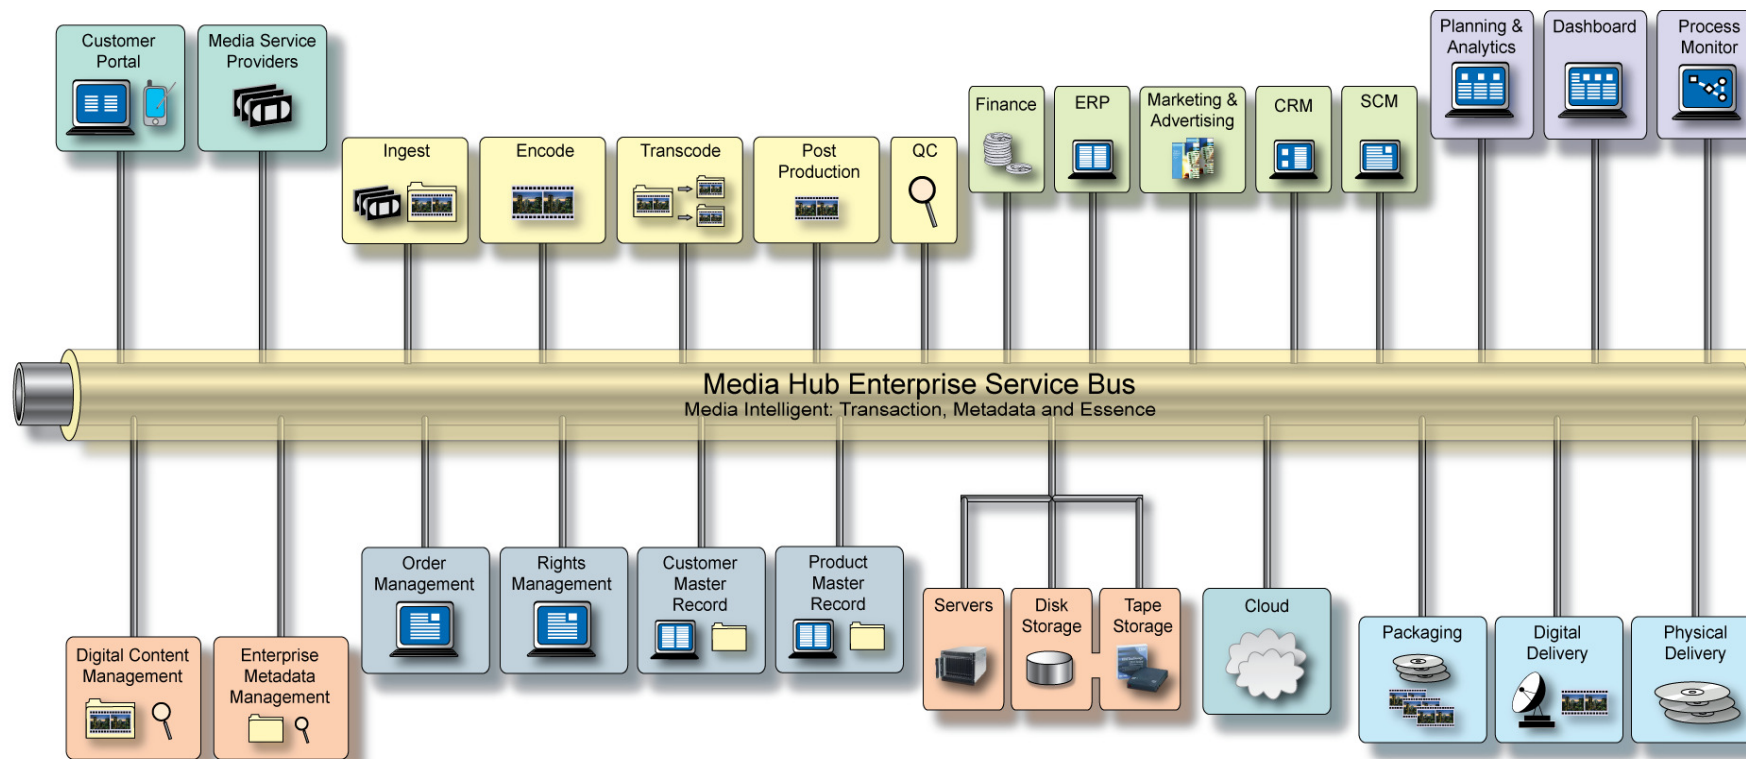 Customer
Portal
Media Service
Providers
Ingest
Encode
Transcode
Post
Production
QC
Finance
ERP
Marketing &
Advertising
CRM
SCM
Planning &
Analytics
Dashboard
Process
Monitor
Media Hub Enterprise Service Bus
Media Intelligent: Transaction, Metadata and Essence
Digital Content
Management
Enterprise
Metadata
Management
Order
Management
Rights
Management
Customer
Master
Record
Product
Master
Record
Servers
Disk
Storage
Tape
Storage
Cloud
Packaging
Digital
Delivery
Physical
Delivery